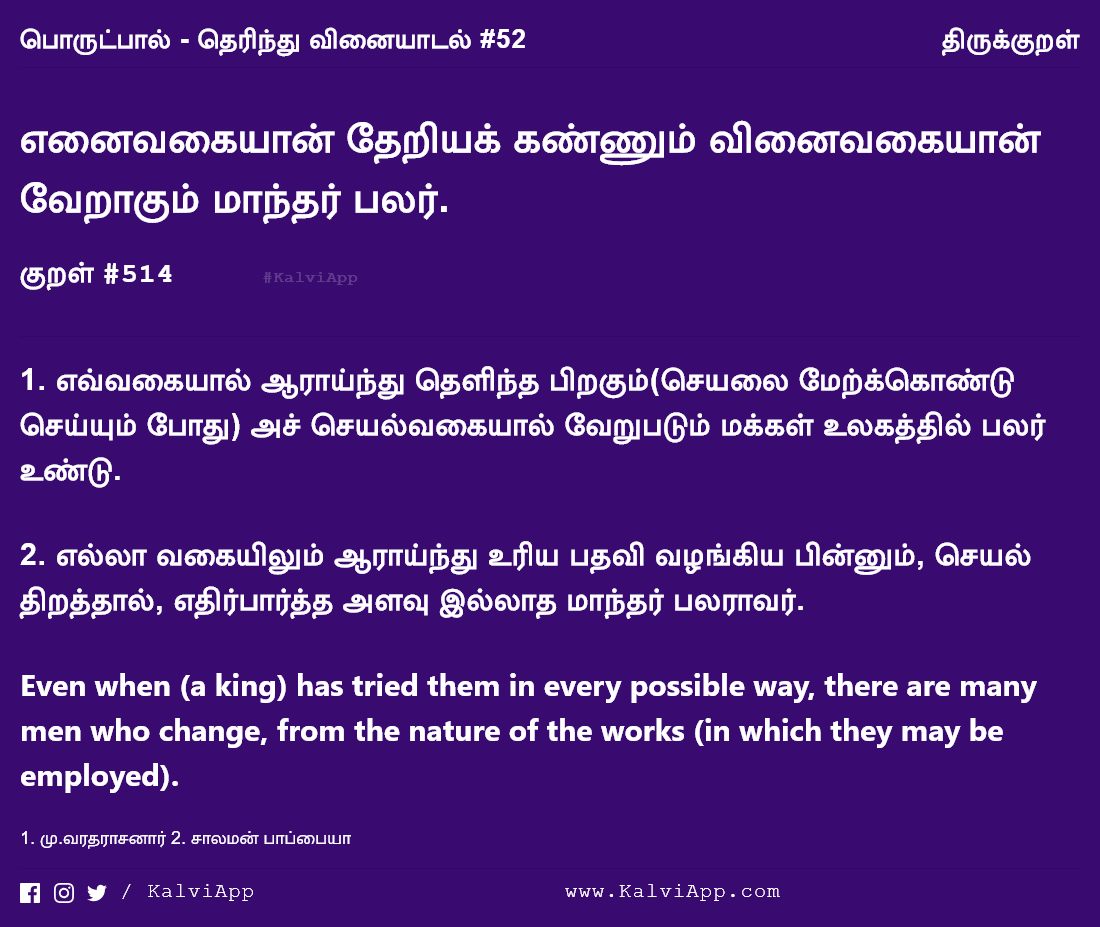 பொருட்பால் - தெரிந்து வினையாடல் #52
திருக்குறள்
எனைவகையான் தேறியக் கண்ணும் வினைவகையான்
வேறாகும் மாந்தர் பலர்.
குறள் #514
#KalviApp
1. எவ்வகையால் ஆராய்ந்து தெளிந்த பிறகும்(செயலை மேற்க்கொண்டு
செய்யும் போது) அச் செயல்வகையால் வேறுபடும் மக்கள் உலகத்தில் பலர்
உண்டு.
2. எல்லா வகையிலும் ஆராய்ந்து உரிய பதவி வழங்கிய பின்னும், செயல்
திறத்தால், எதிர்பார்த்த அளவு இல்லாத மாந்தர் பலராவர்.
Even when (a king) has tried them in every possible way, there are many
men who change, from the nature of the works (in which they may be
employed).
1. மு.வரதராசனார் 2. சாலமன் பாப்பையா
/ KalviApp
www.KalviApp.com